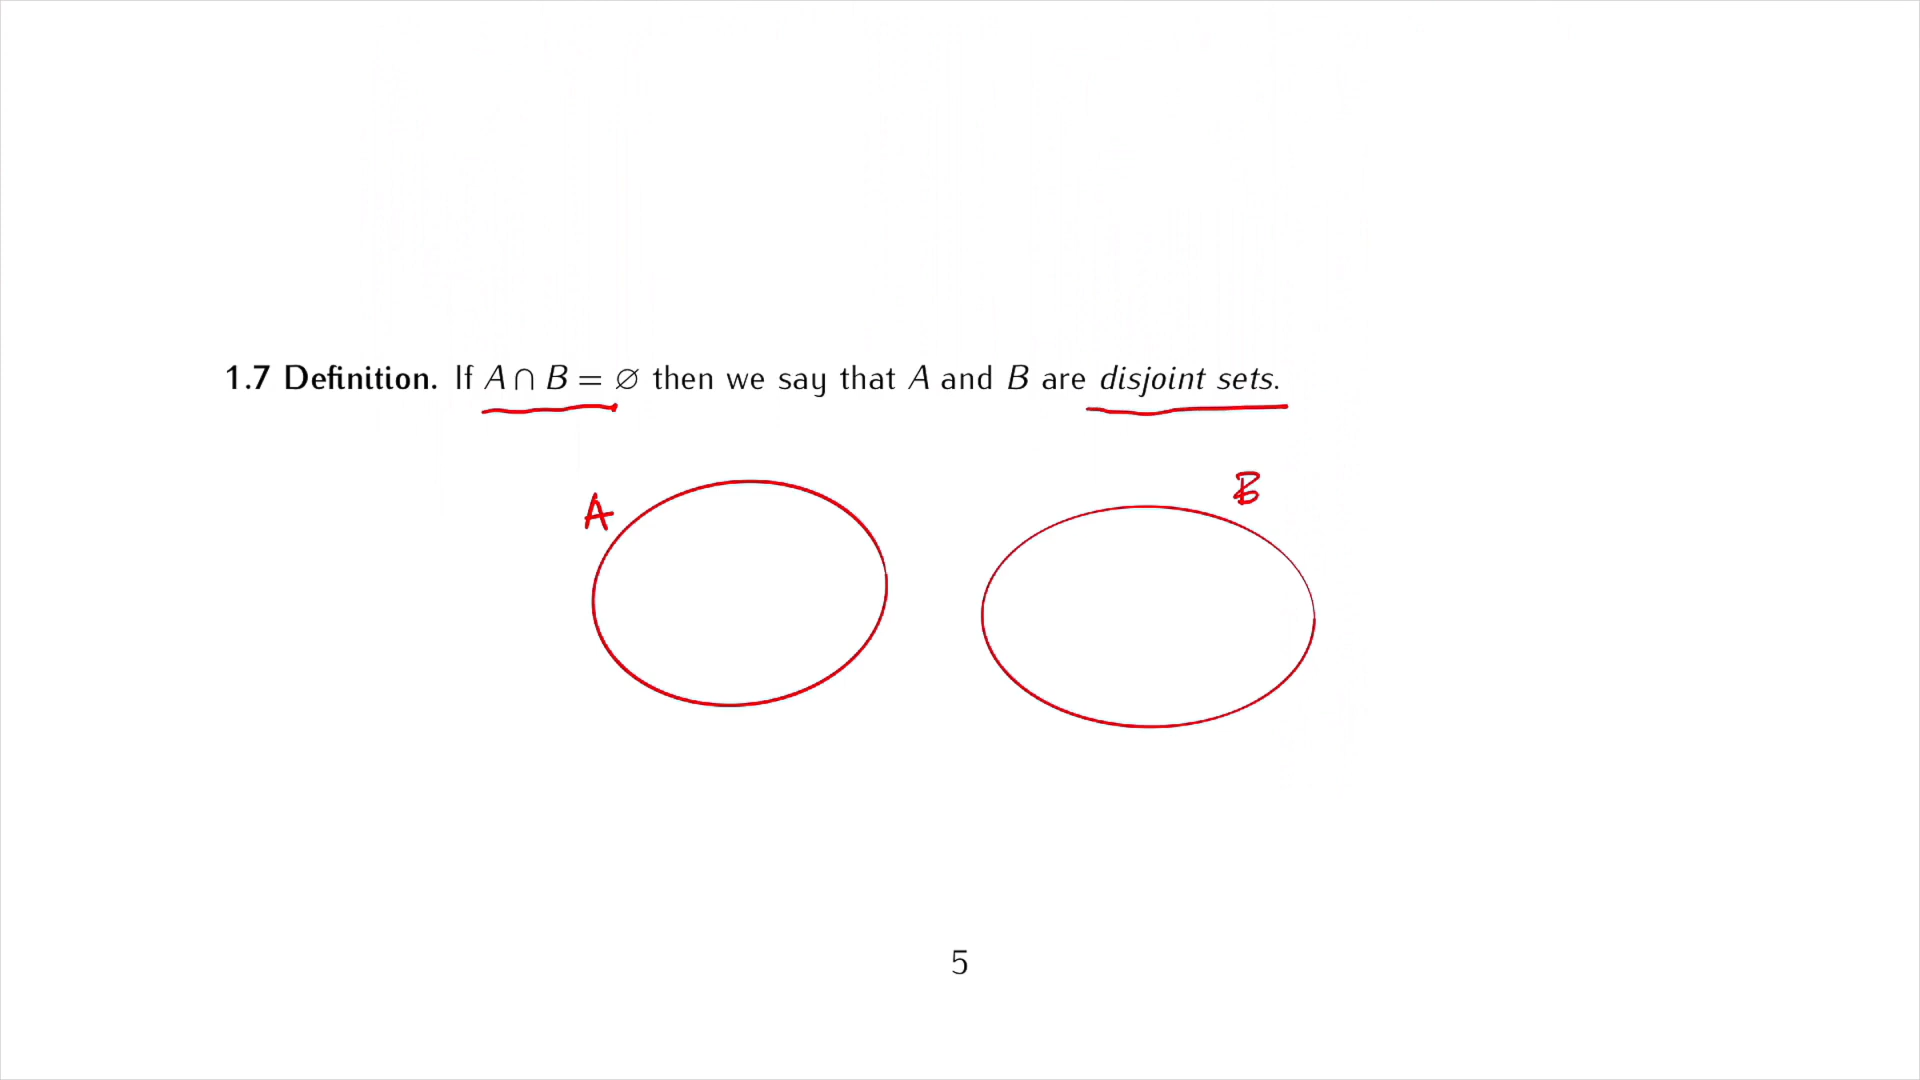 1.7 Definition. If A ∩ B = ∅ then we say that A and B are disjoint sets.
A
B
5